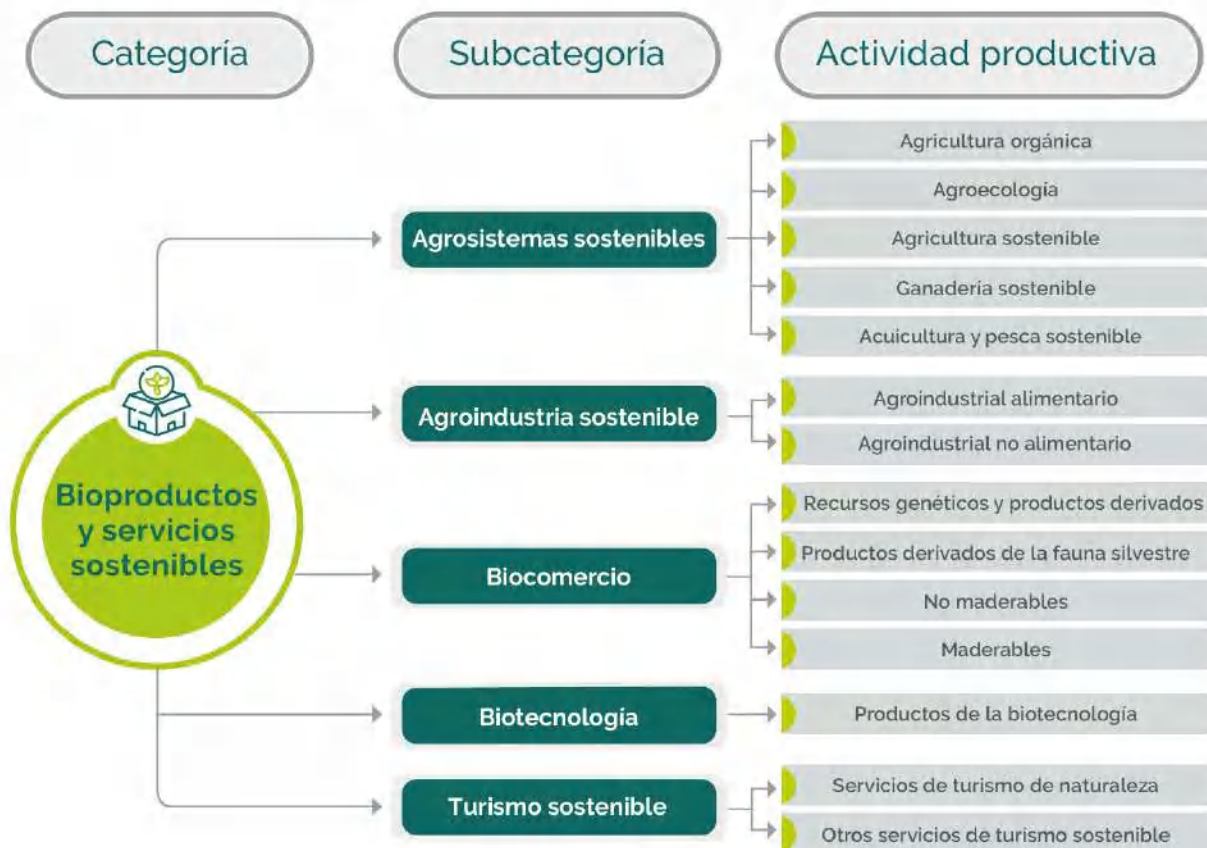 Categoría
Subcategoría
Actividad productiva
Bioproductos
y servicios
sostenibles
Agrosistemas sostenibles
Agricultura orgánica
Agroecología
Agricultura sostenible
Ganadería sostenible
Acuicultura y pesca sostenible
Agroindustria sostenible
Agroindustrial alimentario
Agroindustrial no alimentario
Biocomercio
Recursos genéticos y productos derivados
Productos derivados de la fauna silvestre
No maderables
Maderables
Biotecnología
Productos de la biotecnología
Turismo sostenible
Servicios de turismo de naturaleza
Otros servicios de turismo sostenible